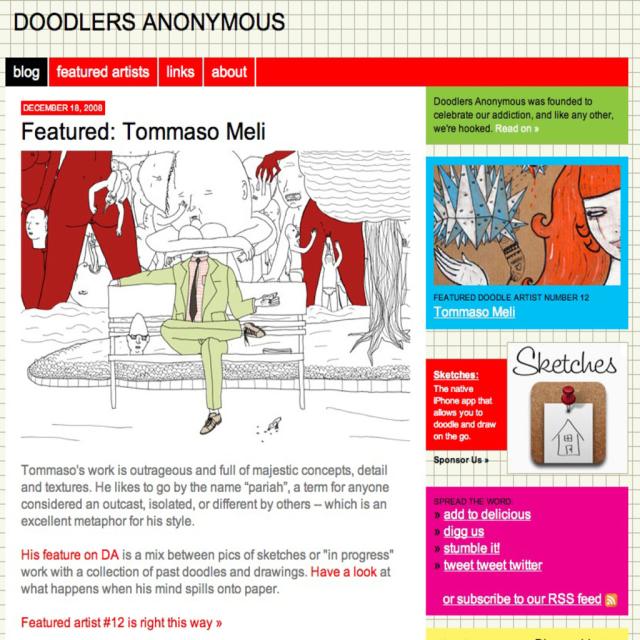 DOODLERS ANONYMOUS
blog
featured artists
links
about
DECEMBER 18, 2008
Featured: Tommaso Meli
Tommaso's work is outrageous and full of majestic concepts, detail
and textures. He likes to go by the name “pariah”, a term for anyone
considered an outcast, isolated, or different by others -- which is an
excellent metaphor for his style.
His feature on DA is a mix between pics of sketches or "in progress"
work with a collection of past doodles and drawings. Have a look at
what happens when his mind spills onto paper.
Featured artist #12 is right this way »
Doodlers Anonymous was founded to
celebrate our addiction, and like any other,
we're hooked. Read on »
FEATURED DOODLE ARTIST NUMBER 12
Tommaso Meli
Sketches:
The native
iPhone app that
allows you to
doodle and draw
on the go.
Sponsor Us »
Sketches
SPREAD THE WORD:
» add to delicious
» digg us
» stumble it!
» tweet tweet twitter
or subscribe to our RSS feed